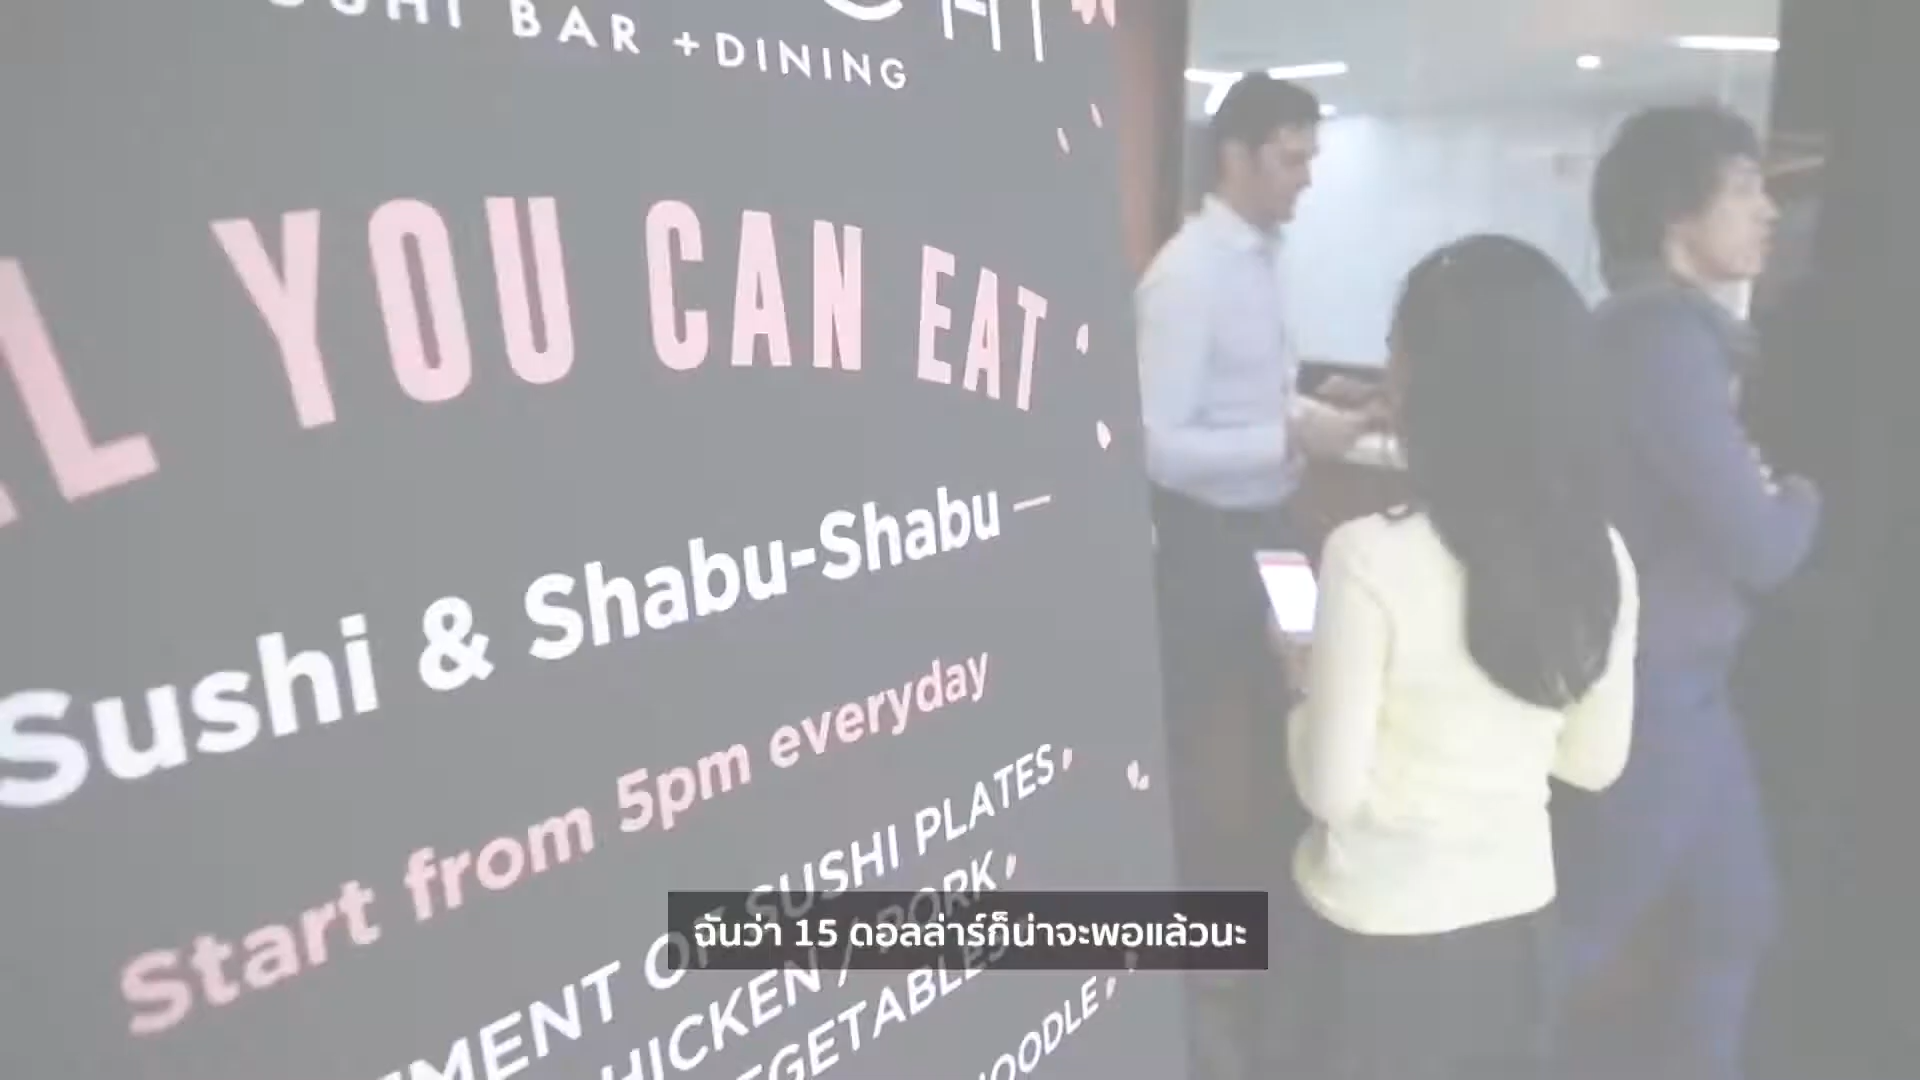 SUSHI BAR + DINING
YOU CAN EAT
Sushi & Shabu-Shabu –
Start from 5pm everyday
OF SUSHI PLATES,
CHICKEN / PORK,
VEGETABLES
NOODLE,
ฉันว่า 15 ดอลล่าร์ก็น่าจะพอแล้วนะ